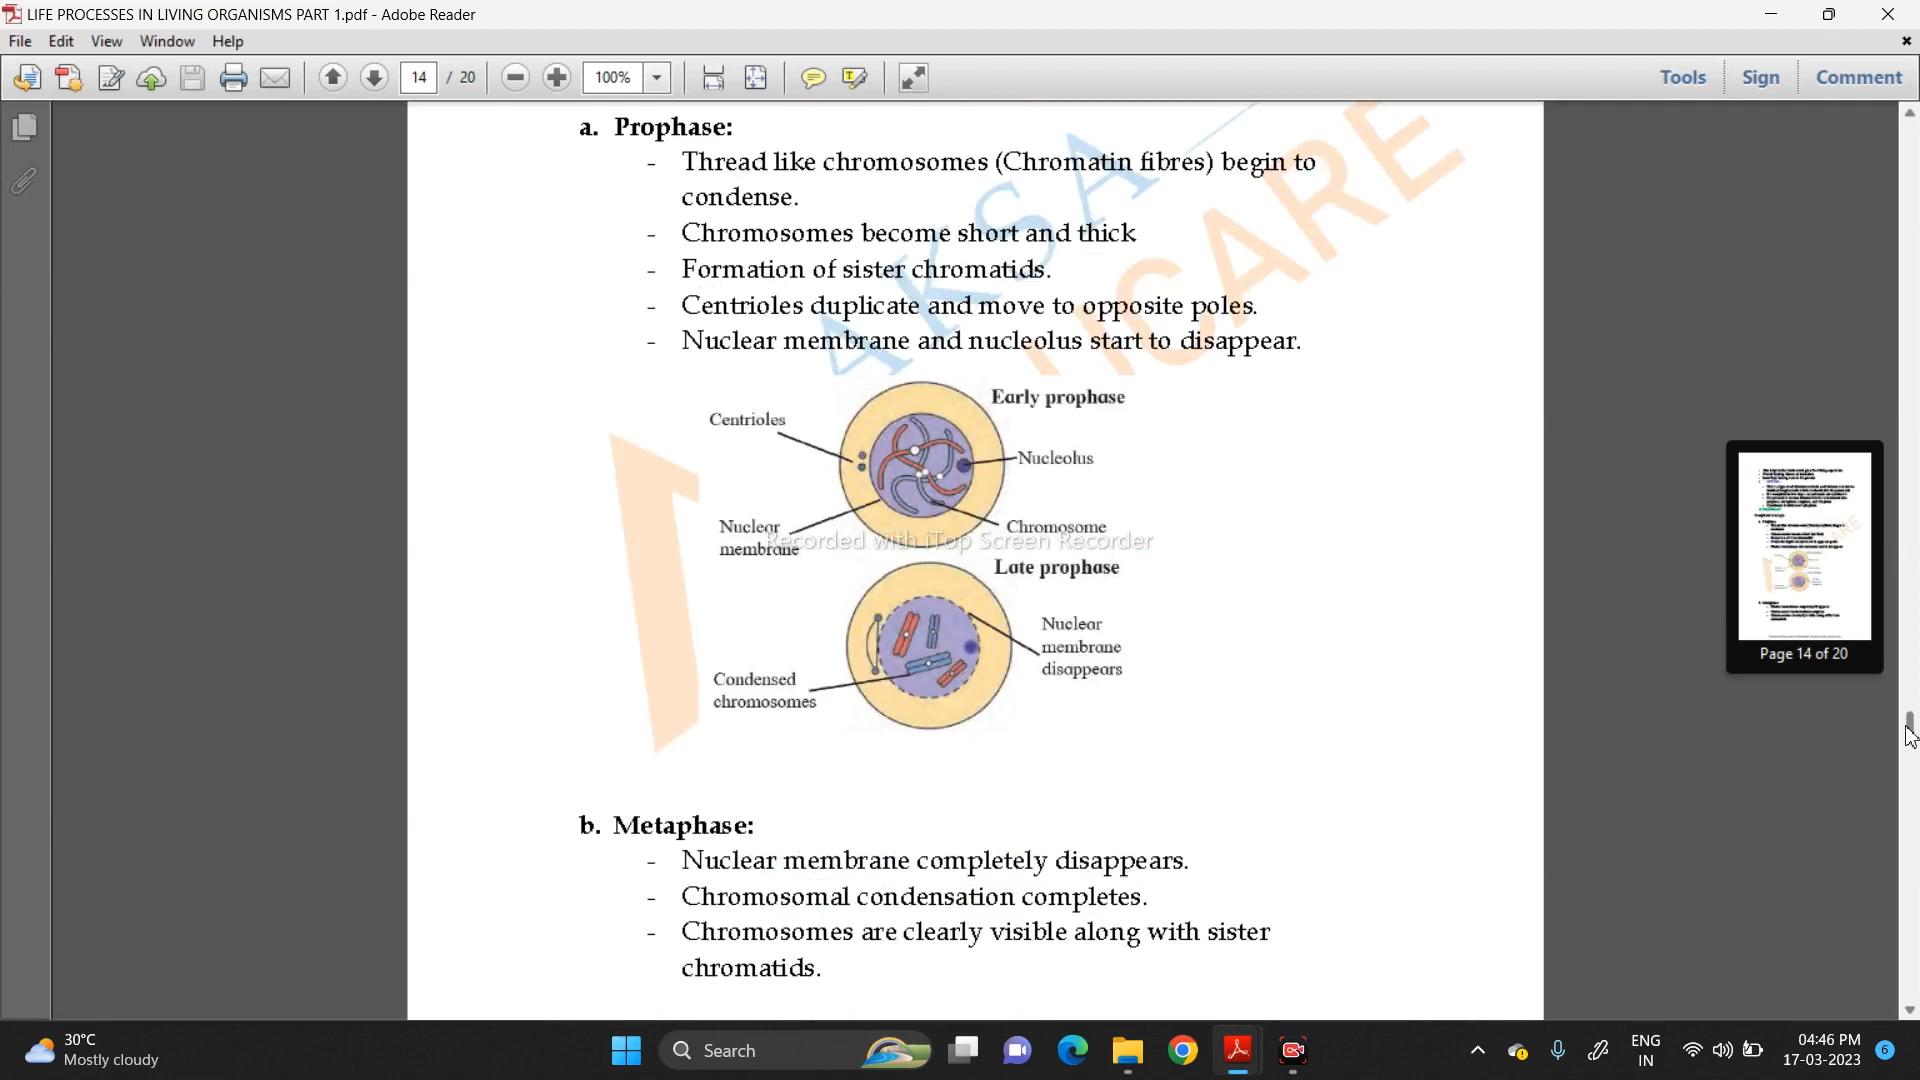 LIFE PROCESSES IN LIVING ORGANISMS PART 1.pdf - Adobe Reader
File Edit View Window Help
14 / 20 100% Tools Sign Comment
AKSA
ICARE
a. Prophase:
- Thread like chromosomes (Chromatin fibres) begin to
condense.
- Chromosomes become short and thick
- Formation of sister chromatids.
- Centrioles duplicate and move to opposite poles.
- Nuclear membrane and nucleolus start to disappear.
Early prophase
Centrioles
Nucleolus
Nuclear
membrane
Chromosome
Recorded with iTop Screen Recorder
Late prophase
Nuclear
membrane
disappears
Condensed
chromosomes
Page 14 of 20
b. Metaphase:
- Nuclear membrane completely disappears.
- Chromosomal condensation completes.
- Chromosomes are clearly visible along with sister
chromatids.
30°C
Mostly cloudy
Search
ENG
IN
04:46 PM
17-03-2023
6